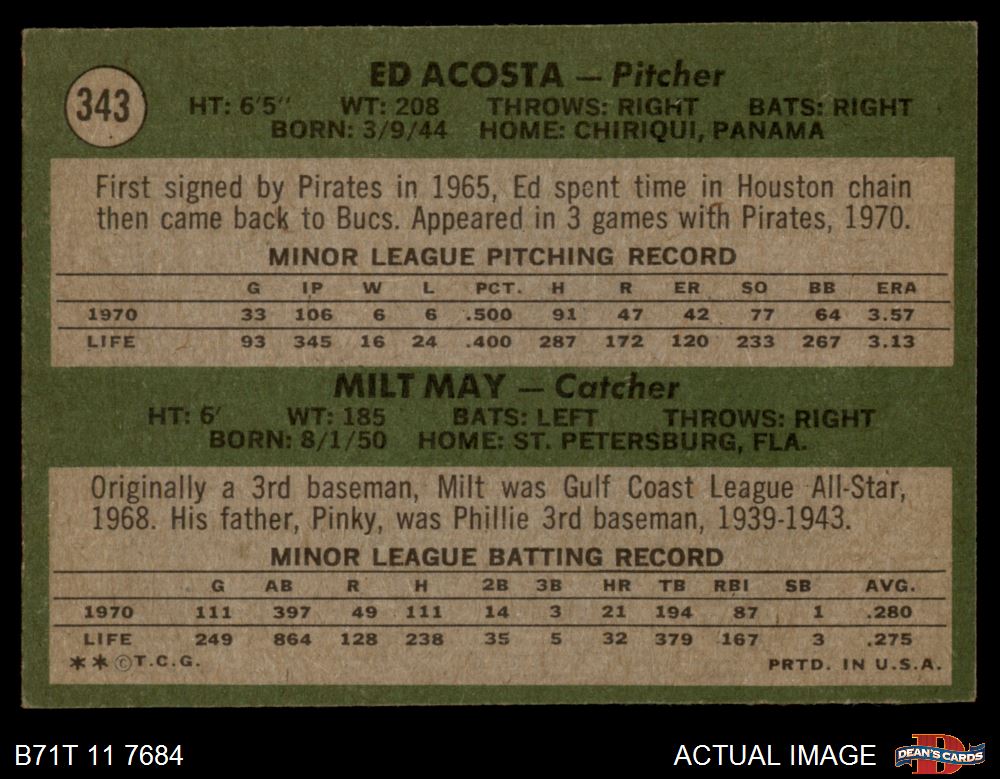 343
ED ACOSTA — Pitcher
HT: 6'5" WT: 208 THROWS: RIGHT BATS: RIGHT
BORN: 3/9/44 HOME: CHIRIQUI, PANAMA
First signed by Pirates in 1965, Ed spent time in Houston chain
then came back to Bucs. Appeared in 3 games with Pirates, 1970.
MINOR LEAGUE PITCHING RECORD
G IP W L PCT. H R ER SO BB ERA
1970 33 106 6 6 .500 91 47 42 77 64 3.57
LIFE 93 345 16 24 .400 287 172 120 233 267 3.13
MILT MAY — Catcher
HT: 6' WT: 185 BATS: LEFT THROWS: RIGHT
BORN: 8/1/50 HOME: ST. PETERSBURG, FLA.
Originally a 3rd baseman, Milt was Gulf Coast League All-Star,
1968. His father, Pinky, was Phillie 3rd baseman, 1939-1943.
MINOR LEAGUE BATTING RECORD
G AB R H 2B 3B HR TB RBI SB AVG.
1970 111 397 49 111 14 3 21 194 87 1 .280
LIFE 249 864 128 238 35 5 32 379 167 3 .275
**©T.C.G. PRTD. IN U.S.A.
B71T 11 7684 ACTUAL IMAGE D DEAN'S CARDS